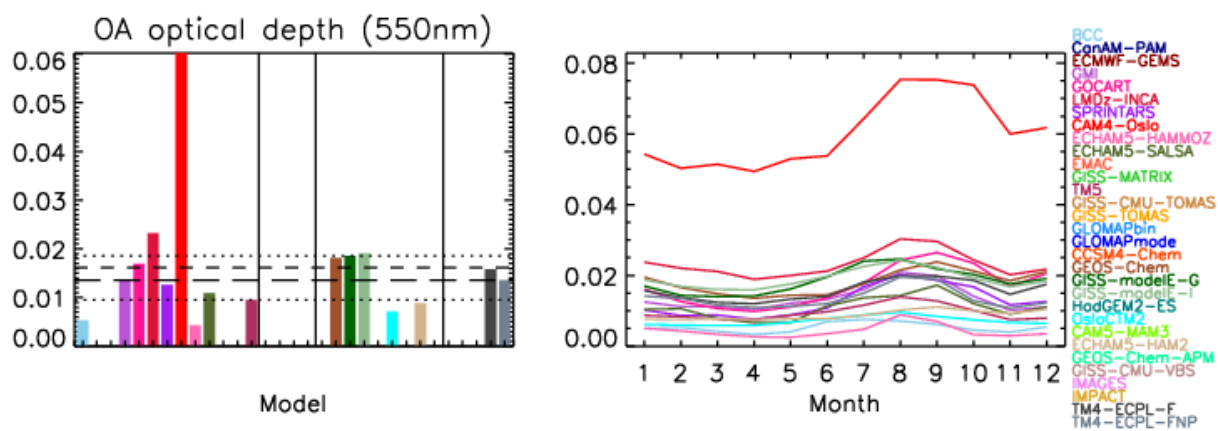 OA optical depth (550nm)
0.06
0.05
0.04
0.03
0.02
0.01
0.00
Model
0.08
0.06
0.04
0.02
0.00
1 2 3 4 5 6 7 8 9 10 11 12
Month
BCC
CanAM-PAM
ECMWF-GEMS
GMI
GOCART
LMDz-INCA
SPRINTARS
CAM4-Oslo
ECHAM5-HAMMOZ
ECHAM5-SALSA
EMAC
GISS-MATRIX
TM5
GISS-CMU-TOMAS
GISS-TOMAS
GLOMAPbin
GLOMAPmode
CCSM4-Chem
GEOS-Chem
GISS-modelE-G
GISS-modelE-I
HadGEM2-ES
OsloCTM2
CAM5-MAM3
ECHAM5-HAM2
GEOS-Chem-APM
GISS-CMU-VBS
IMAGES
IMPACT
TM4-ECPL-F
TM4-ECPL-FNP